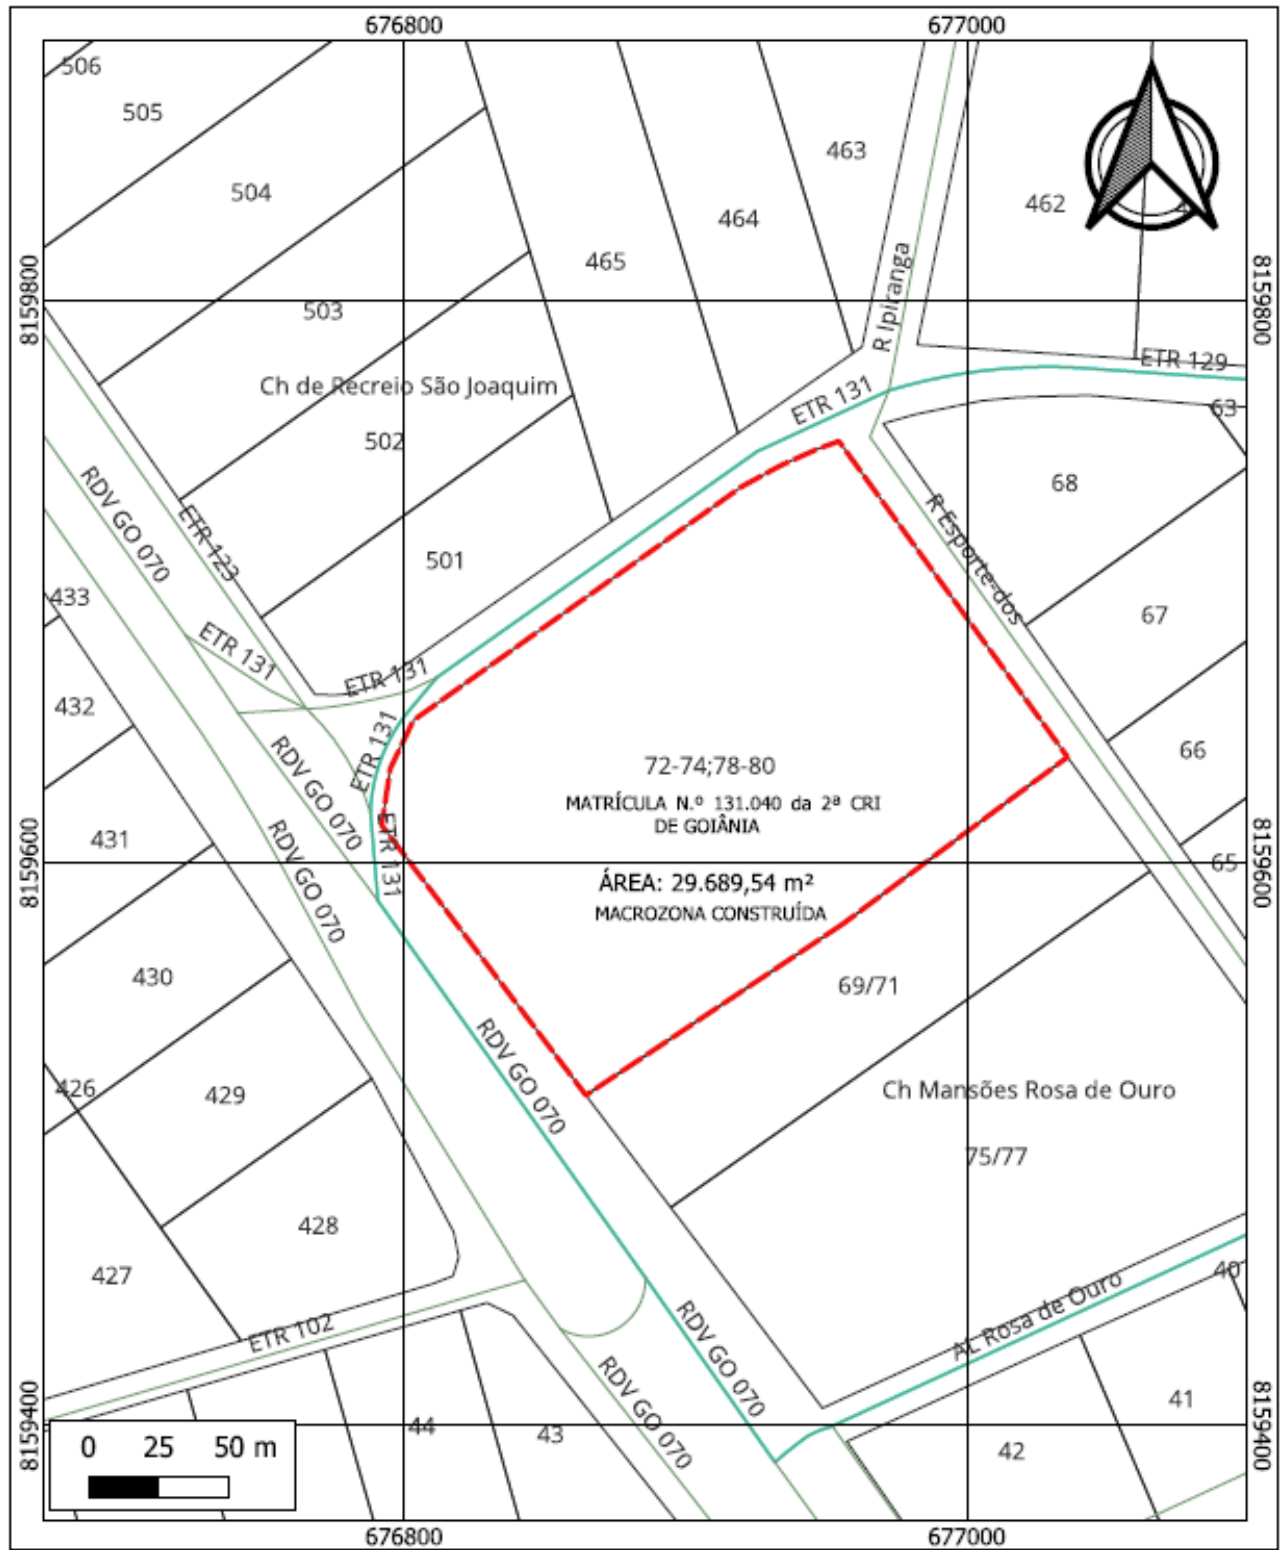 676800
677000
506
505
504
463
462
464
465
R Ipiranga
8159800
8159800
503
ETR 129
Ch de Recreio São Joaquim
ETR 131
63
502
RDV GO 070
ETR 123
68
R Esporte-dos
501
433
67
ETR 131
ETR 131
432
66
ETR 131
RDV GO 070
72-74;78-80
MATRÍCULA N.º 131.040 da 2ª CRI
DE GOIÂNIA
431
ETR 131
8159600
8159600
65
RDV GO 070
ÁREA: 29.689,54 m²
MACROZONA CONSTRUÍDA
430
69/71
RDV GO 070
426
429
Ch Mansões Rosa de Ouro
75/77
428
427
40
AL Rosa de Ouro
ETR 102
RDV GO 070
RDV GO 070
41
8159400
8159400
44
43
42
0 25 50 m
676800
677000